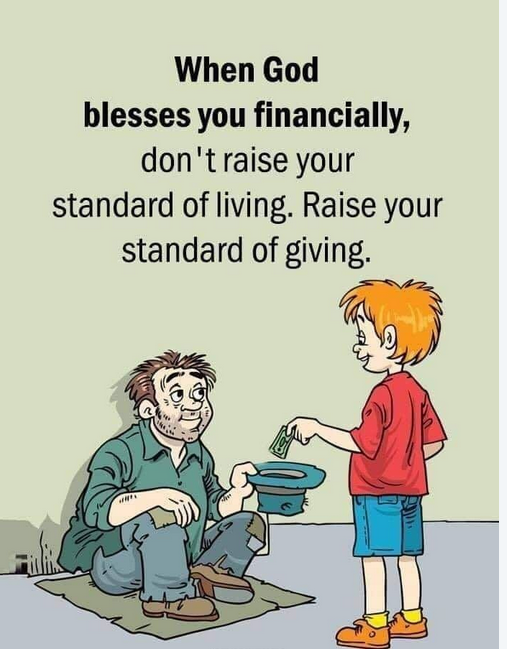 When God
blesses you financially,
don't raise your
standard of living. Raise your
standard of giving.